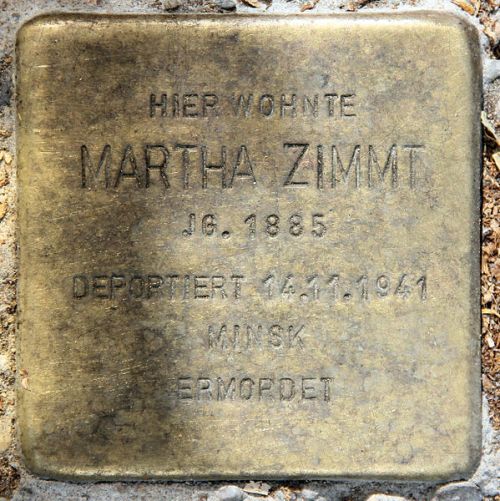 HIER WOHNTE
MARTHA ZIMMT
JG. 1885
DEPORTIERT 14.11.1941
MINSK
ERMORDET